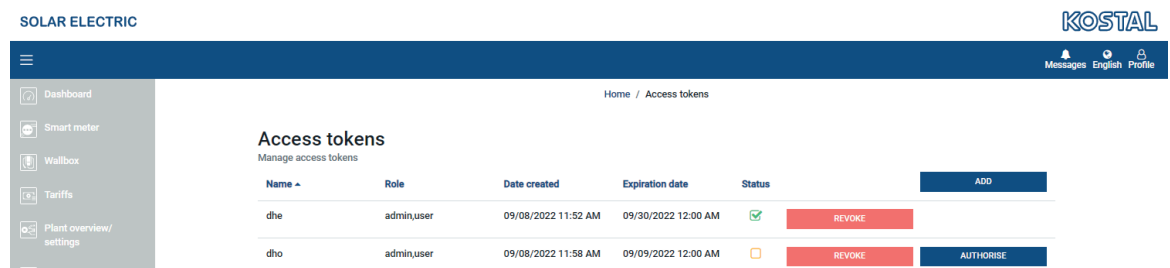 SOLAR ELECTRIC
KOSTAL
Messages English Profile
Dashboard
Smart meter
Wallbox
Tariffs
Plant overview/
settings
Home / Access tokens
Access tokens
Manage access tokens
Name Role Date created Expiration date Status ADD
dhe admin,user 09/08/2022 11:52 AM 09/30/2022 12:00 AM REVOKE
dho admin,user 09/08/2022 11:58 AM 09/09/2022 12:00 AM REVOKE AUTHORISE